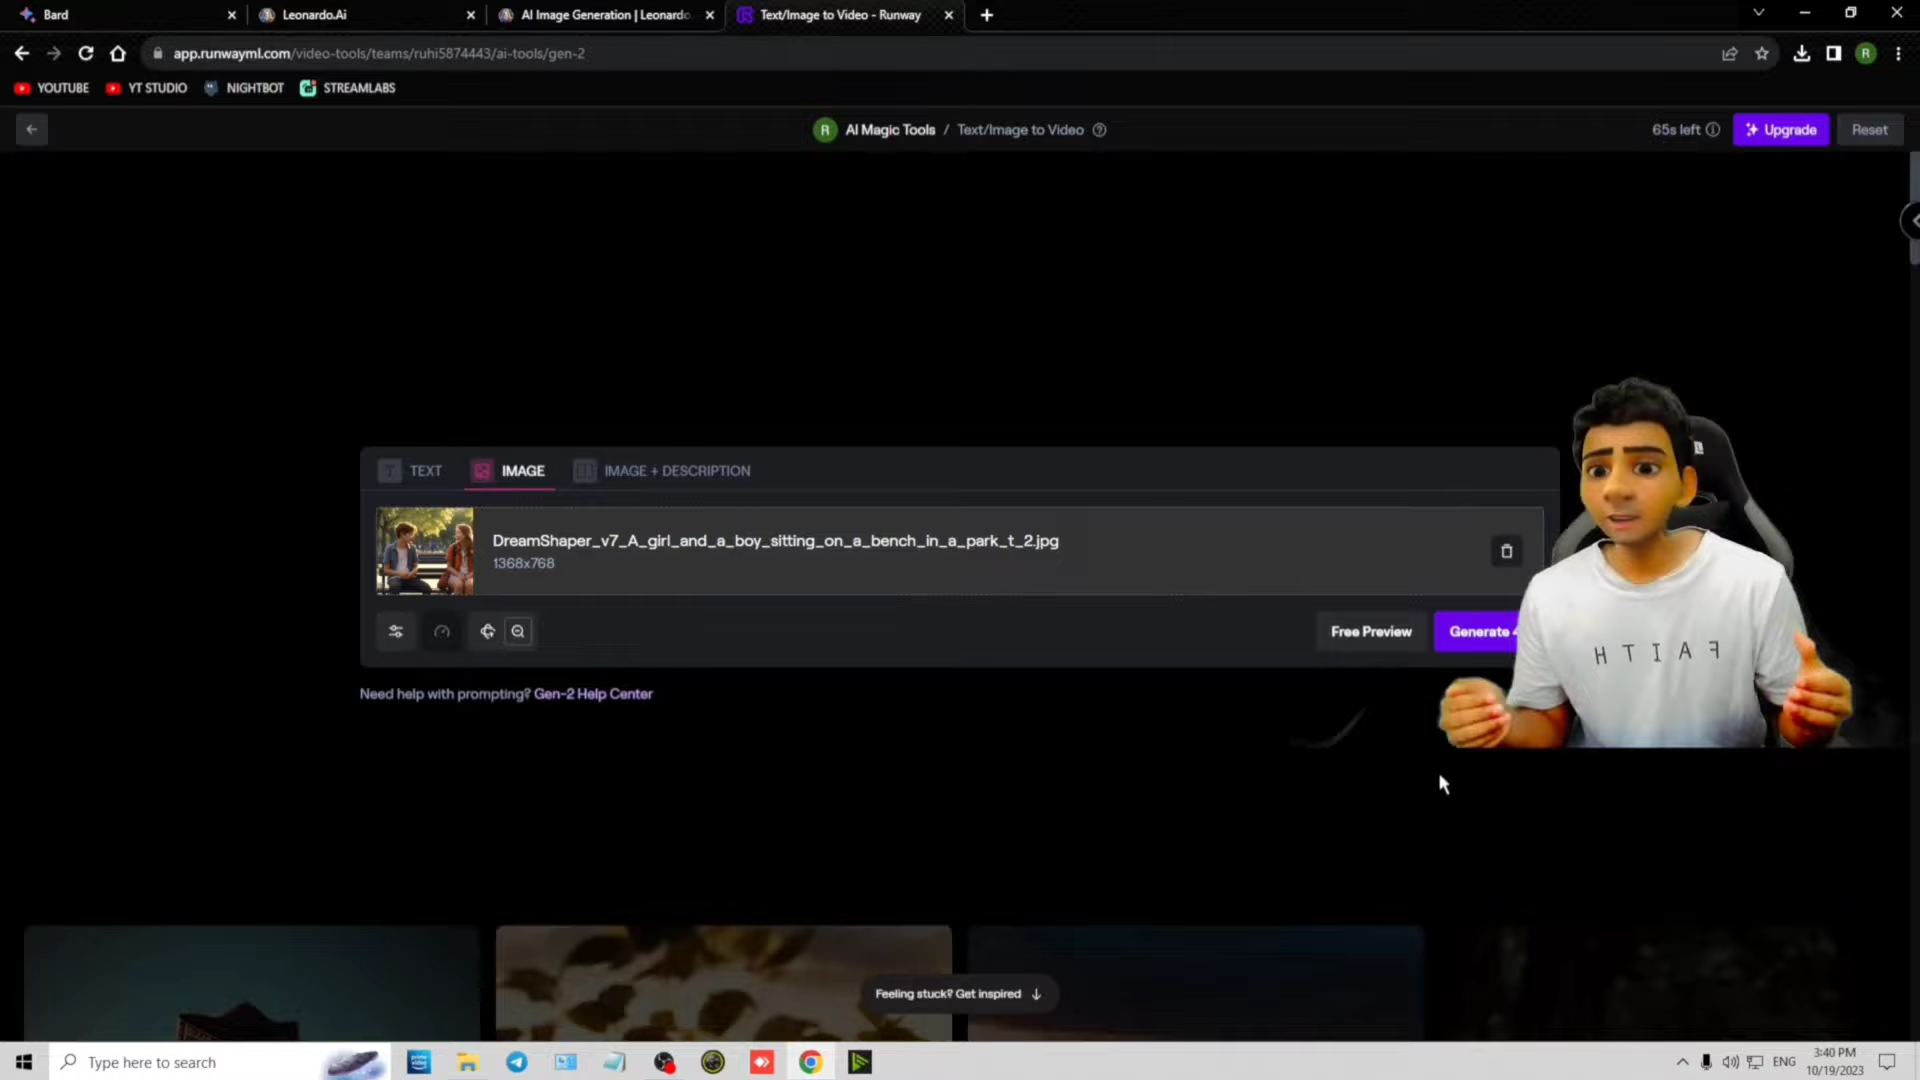 Bard
Leonardo.Ai
AI Image Generation | Leonardo
Text/Image to Video - Runway
app.runwayml.com/video-tools/teams/ruhi5874443/ai-tools/gen-2
R
YOUTUBE
YT STUDIO
NIGHTBOT
STREAMLABS
R
AI Magic Tools / Text/Image to Video
65s left
Upgrade
Reset
TEXT
IMAGE
IMAGE + DESCRIPTION
DreamShaper_v7_A_girl_and_a_boy_sitting_on_a_bench_in_a_park_t_2.jpg
1368x768
Free Preview
Generate
HTIAF
Need help with prompting? Gen-2 Help Center
Feeling stuck? Get inspired
Type here to search
prime video
ENG
3:40 PM
10/19/2023